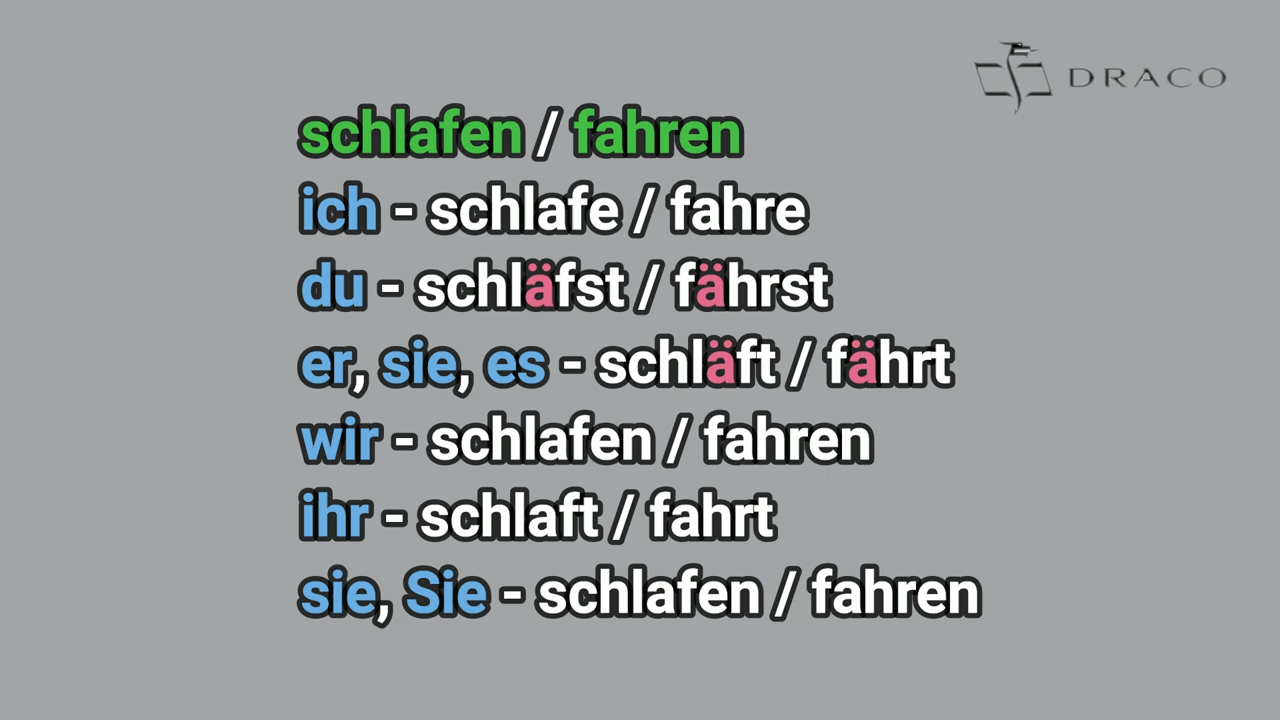 DRACO
schlafen / fahren
ich - schlafe / fahre
du - schläfst / fährst
er, sie, es - schläft / fährt
wir - schlafen / fahren
ihr - schlaft / fahrt
sie, Sie - schlafen / fahren